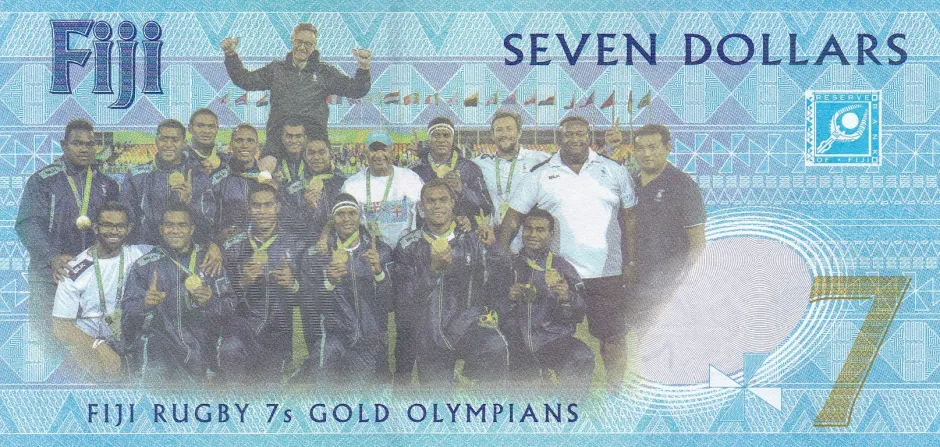 Fiji
SEVEN DOLLARS
RESERVE
BANK
OF • FIJI
7
FIJI RUGBY 7s GOLD OLYMPIANS